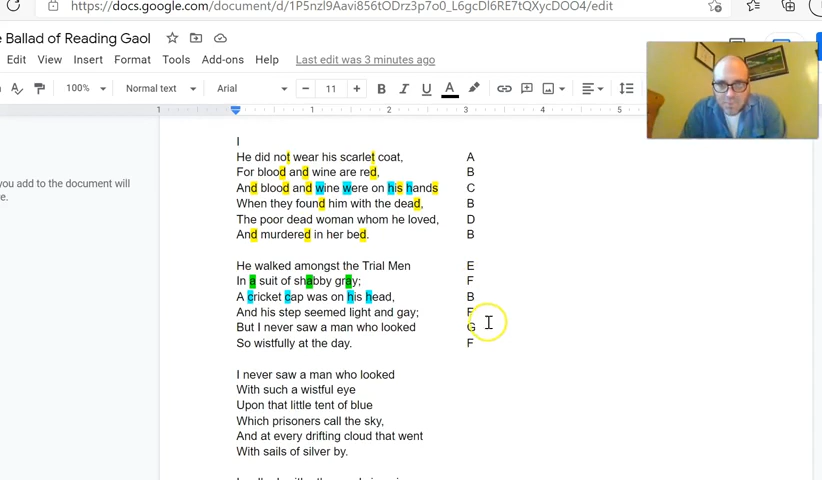 https://docs.google.com/document/d/1P5nzl9Aavi856tODrz3p7o0_L6gcDl6RE7tQXycDOO4/edit
e Ballad of Reading Gaol
Edit View Insert Format Tools Add-ons Help Last edit was 3 minutes ago
100% Normal text Arial 11 B I U A
1 1 2 3 4 5
you add to the document will
re.
I
He did not wear his scarlet coat, A
For blood and wine are red, B
And blood and wine were on his hands C
When they found him with the dead, B
The poor dead woman whom he loved, D
And murdered in her bed. B
He walked amongst the Trial Men E
In a suit of shabby gray; F
A cricket cap was on his head, B
And his step seemed light and gay; F
But I never saw a man who looked G
So wistfully at the day. F
I never saw a man who looked
With such a wistful eye
Upon that little tent of blue
Which prisoners call the sky,
And at every drifting cloud that went
With sails of silver by.